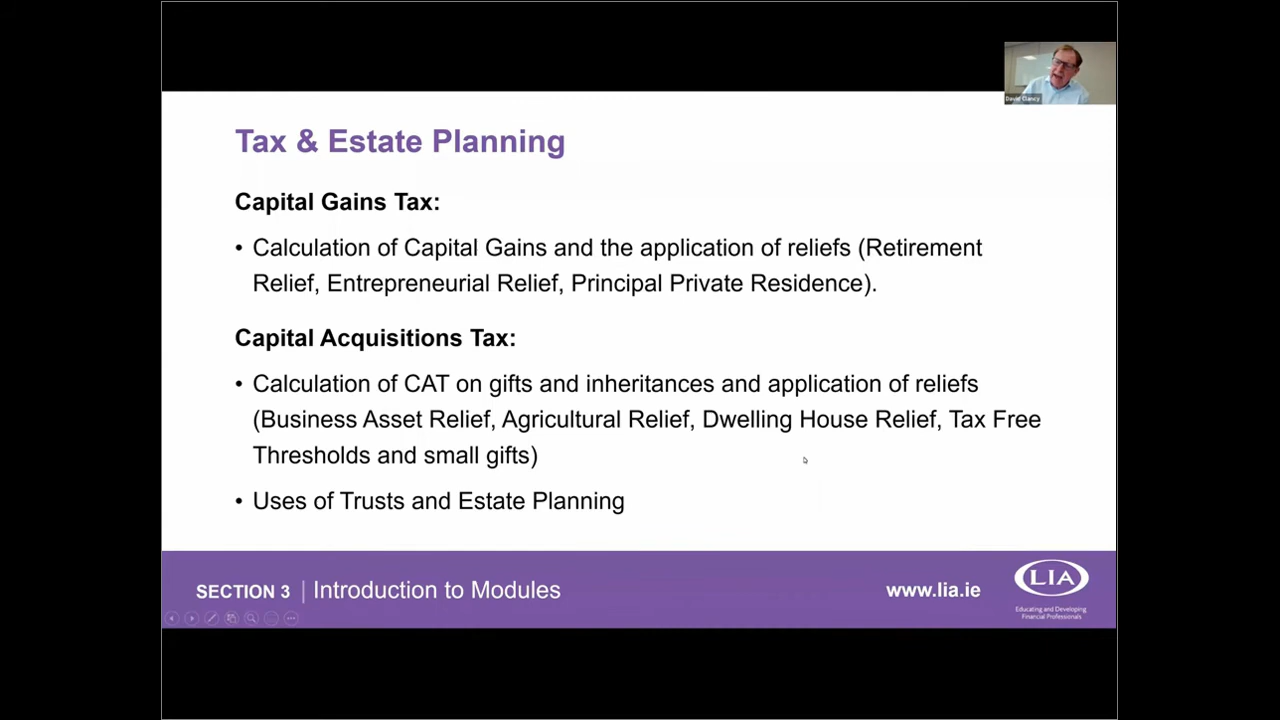 David Clancy
Tax & Estate Planning
Capital Gains Tax:
• Calculation of Capital Gains and the application of reliefs (Retirement
Relief, Entrepreneurial Relief, Principal Private Residence).
Capital Acquisitions Tax:
• Calculation of CAT on gifts and inheritances and application of reliefs
(Business Asset Relief, Agricultural Relief, Dwelling House Relief, Tax Free
Thresholds and small gifts)
• Uses of Trusts and Estate Planning
SECTION 3 | Introduction to Modules
www.lia.ie
LIA
Educating and Developing
Financial Professionals